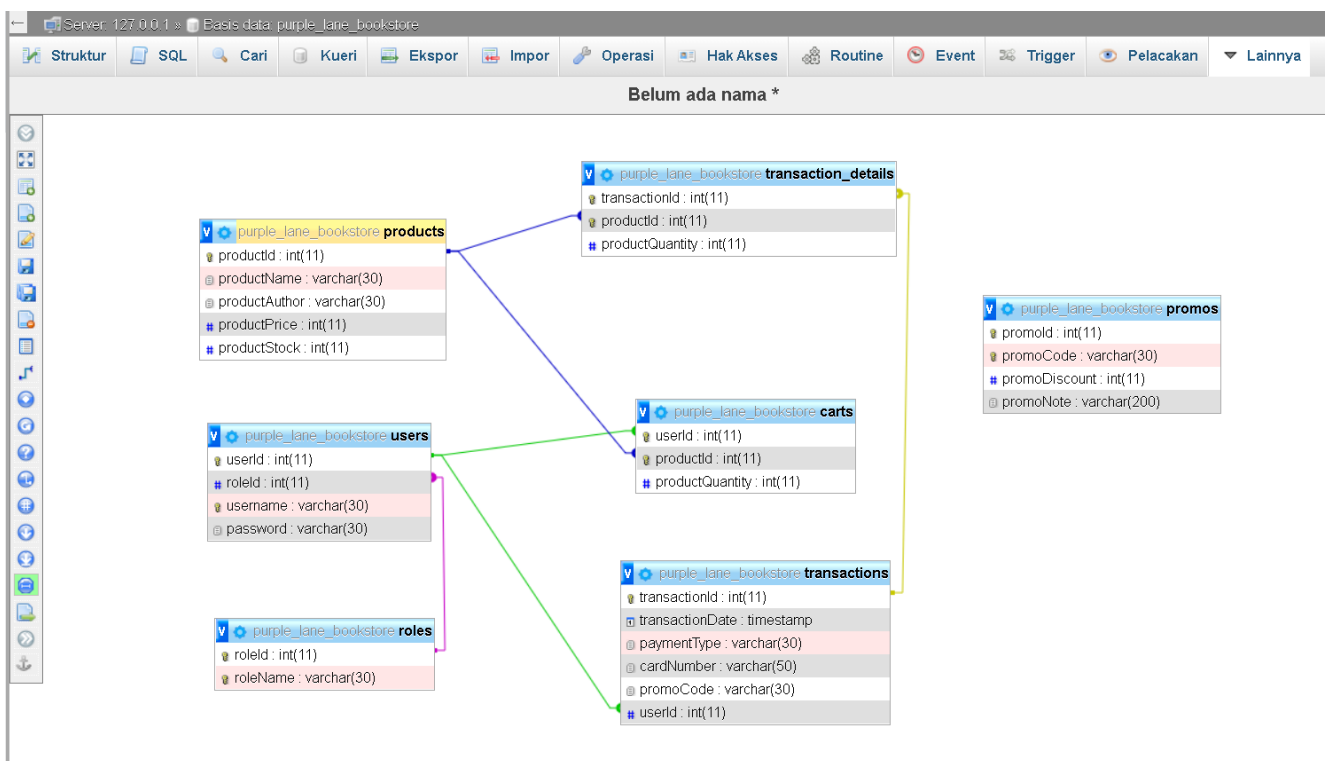 Server: 127.0.0.1 » Basis data: purple_lane_bookstore
Struktur SQL Cari Kueri Ekspor Impor Operasi Hak Akses Routine Event Trigger Pelacakan Lainnya
Belum ada nama *
purple_lane_bookstore transaction_details
transactionId : int(11)
productId : int(11)
productQuantity : int(11)
purple_lane_bookstore products
productId : int(11)
productName : varchar(30)
productAuthor : varchar(30)
productPrice : int(11)
productStock : int(11)
purple_lane_bookstore promos
promoId : int(11)
promoCode : varchar(30)
promoDiscount : int(11)
promoNote : varchar(200)
purple_lane_bookstore carts
userId : int(11)
productId : int(11)
productQuantity : int(11)
purple_lane_bookstore users
userId : int(11)
roleId : int(11)
username : varchar(30)
password : varchar(30)
purple_lane_bookstore transactions
transactionId : int(11)
transactionDate : timestamp
paymentType : varchar(30)
cardNumber : varchar(50)
promoCode : varchar(30)
userId : int(11)
purple_lane_bookstore roles
roleId : int(11)
roleName : varchar(30)